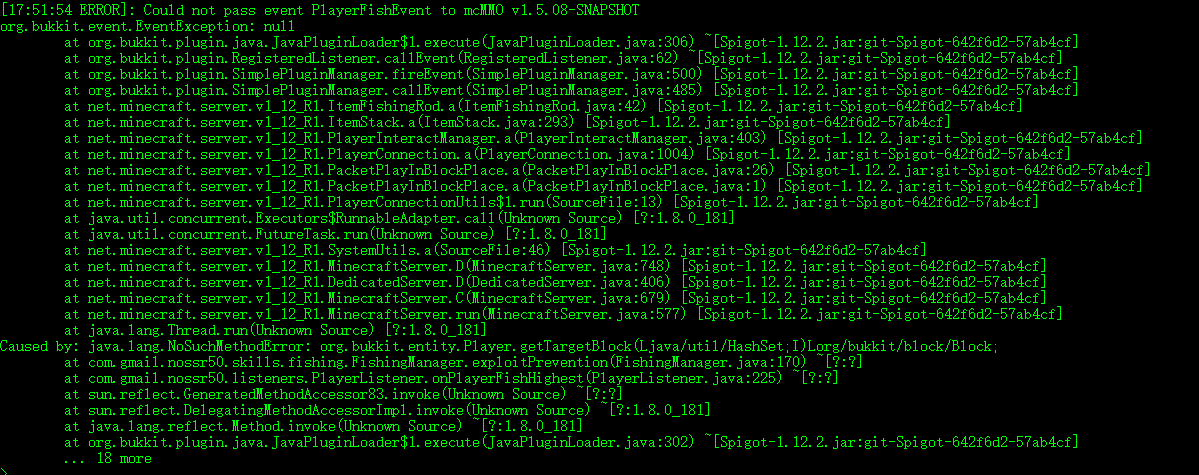 [17:51:54 ERROR]: Could not pass event PlayerFishEvent to mcMMO v1.5.08-SNAPSHOT
org.bukkit.event.EventException: null
at org.bukkit.plugin.java.JavaPluginLoader$1.execute(JavaPluginLoader.java:306) ~[Spigot-1.12.2.jar:git-Spigot-642f6d2-57ab4cf]
at org.bukkit.plugin.RegisteredListener.callEvent(RegisteredListener.java:62) ~[Spigot-1.12.2.jar:git-Spigot-642f6d2-57ab4cf]
at org.bukkit.plugin.SimplePluginManager.fireEvent(SimplePluginManager.java:500) [Spigot-1.12.2.jar:git-Spigot-642f6d2-57ab4cf]
at org.bukkit.plugin.SimplePluginManager.callEvent(SimplePluginManager.java:485) [Spigot-1.12.2.jar:git-Spigot-642f6d2-57ab4cf]
at net.minecraft.server.v1_12_R1.ItemFishingRod.a(ItemFishingRod.java:42) [Spigot-1.12.2.jar:git-Spigot-642f6d2-57ab4cf]
at net.minecraft.server.v1_12_R1.ItemStack.a(ItemStack.java:293) [Spigot-1.12.2.jar:git-Spigot-642f6d2-57ab4cf]
at net.minecraft.server.v1_12_R1.PlayerInteractManager.a(PlayerInteractManager.java:403) [Spigot-1.12.2.jar:git-Spigot-642f6d2-57ab4cf]
at net.minecraft.server.v1_12_R1.PlayerConnection.a(PlayerConnection.java:1004) [Spigot-1.12.2.jar:git-Spigot-642f6d2-57ab4cf]
at net.minecraft.server.v1_12_R1.PacketPlayInBlockPlace.a(PacketPlayInBlockPlace.java:26) [Spigot-1.12.2.jar:git-Spigot-642f6d2-57ab4cf]
at net.minecraft.server.v1_12_R1.PacketPlayInBlockPlace.a(PacketPlayInBlockPlace.java:1) [Spigot-1.12.2.jar:git-Spigot-642f6d2-57ab4cf]
at net.minecraft.server.v1_12_R1.PlayerConnectionUtils$1.run(SourceFile:13) [Spigot-1.12.2.jar:git-Spigot-642f6d2-57ab4cf]
at java.util.concurrent.Executors$RunnableAdapter.call(Unknown Source) [?:1.8.0_181]
at java.util.concurrent.FutureTask.run(Unknown Source) [?:1.8.0_181]
at net.minecraft.server.v1_12_R1.SystemUtils.a(SourceFile:46) [Spigot-1.12.2.jar:git-Spigot-642f6d2-57ab4cf]
at net.minecraft.server.v1_12_R1.MinecraftServer.D(MinecraftServer.java:748) [Spigot-1.12.2.jar:git-Spigot-642f6d2-57ab4cf]
at net.minecraft.server.v1_12_R1.DedicatedServer.D(DedicatedServer.java:406) [Spigot-1.12.2.jar:git-Spigot-642f6d2-57ab4cf]
at net.minecraft.server.v1_12_R1.MinecraftServer.C(MinecraftServer.java:679) [Spigot-1.12.2.jar:git-Spigot-642f6d2-57ab4cf]
at net.minecraft.server.v1_12_R1.MinecraftServer.run(MinecraftServer.java:577) [Spigot-1.12.2.jar:git-Spigot-642f6d2-57ab4cf]
at java.lang.Thread.run(Unknown Source) [?:1.8.0_181]
Caused by: java.lang.NoSuchMethodError: org.bukkit.entity.Player.getTargetBlock(Ljava/util/HashSet;I)Lorg/bukkit/block/Block;
at com.gmail.nossr50.skills.fishing.FishingManager.exploitPrevention(FishingManager.java:170) ~[?:?]
at com.gmail.nossr50.listeners.PlayerListener.onPlayerFishHighest(PlayerListener.java:225) ~[?:?]
at sun.reflect.GeneratedMethodAccessor83.invoke(Unknown Source) ~[?:?]
at sun.reflect.DelegatingMethodAccessorImpl.invoke(Unknown Source) ~[?:1.8.0_181]
at java.lang.reflect.Method.invoke(Unknown Source) ~[?:1.8.0_181]
at org.bukkit.plugin.java.JavaPluginLoader$1.execute(JavaPluginLoader.java:302) ~[Spigot-1.12.2.jar:git-Spigot-642f6d2-57ab4cf]
... 18 more
>